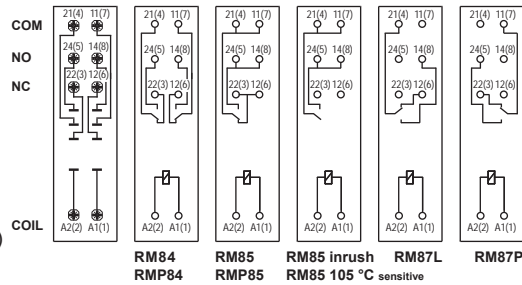 COM
NO
NC
COIL
21(4) 11(7)
24(5) 14(8)
22(3) 12(6)
A2(2) A1(1)
21(4) 11(7)
24(5) 14(8)
22(3) 12(6)
A2(2) A1(1)
RM84
RMP84
21(4) 11(7)
24(5) 14(8)
22(3) 12(6)
A2(2) A1(1)
RM85
RMP85
21(4) 11(7)
24(5) 14(8)
22(3) 12(6)
A2(2) A1(1)
RM85 inrush
RM85 105 °C sensitive
21(4) 11(7)
24(5) 14(8)
22(3) 12(6)
A2(2) A1(1)
RM87L
21(4) 11(7)
24(5) 14(8)
22(3) 12(6)
A2(2) A1(1)
RM87P